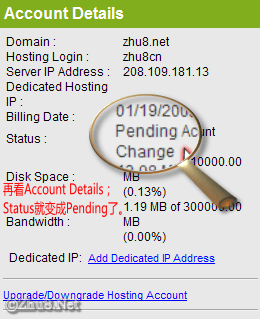 Account Details
Domain : zhu8.net
Hosting Login : zhu8cn
Server IP Address : 208.109.181.13
Dedicated Hosting
IP :
Billing Date : 01/19/200
Status : Pending Acunt
Change
10000.00
Disk Space : MB
(0.13%)
再看Account Details；
Status就变成Pending了。
1.19 MB of 300000.00
Bandwidth : MB
(0.00%)
Dedicated IP: Add Dedicated IP Address
Upgrade/Downgrade Hosting Account
©Zhu8.Net